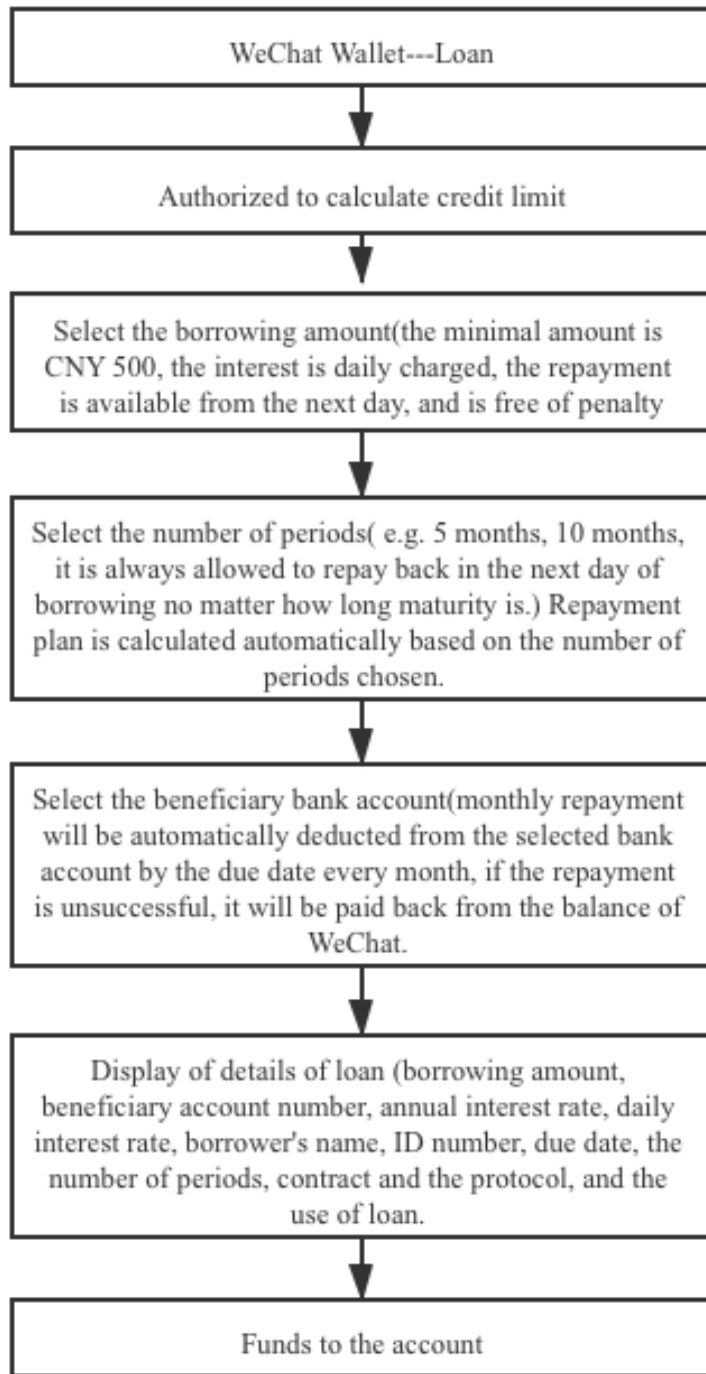 WeChat Wallet---Loan
Authorized to calculate credit limit
Select the borrowing amount(the minimal amount is
CNY 500, the interest is daily charged, the repayment
is available from the next day, and is free of penalty
Select the number of periods( e.g. 5 months, 10 months,
it is always allowed to repay back in the next day of
borrowing no matter how long maturity is.) Repayment
plan is calculated automatically based on the number of
periods chosen.
Select the beneficiary bank account(monthly repayment
will be automatically deducted from the selected bank
account by the due date every month, if the repayment
is unsuccessful, it will be paid back from the balance of
WeChat.
Display of details of loan (borrowing amount,
beneficiary account number, annual interest rate, daily
interest rate, borrower's name, ID number, due date, the
number of periods, contract and the protocol, and the
use of loan.
Funds to the account